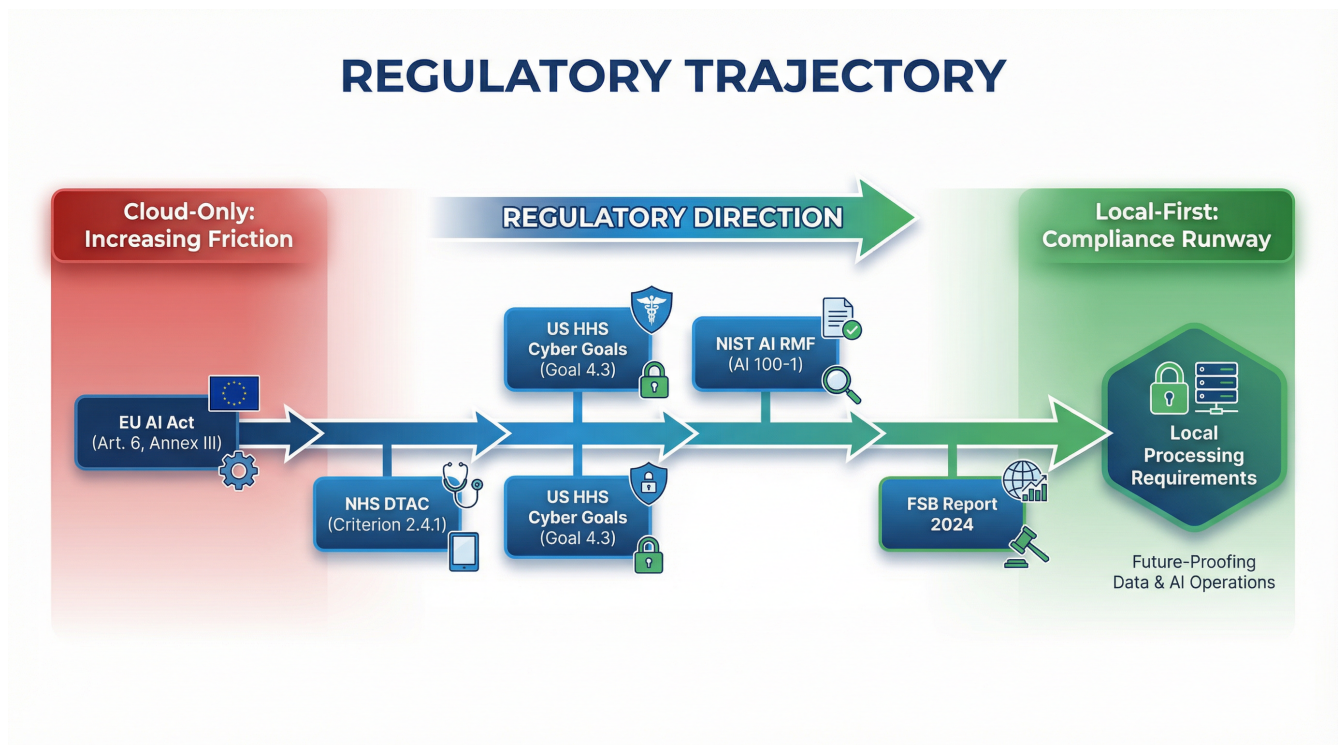 REGULATORY TRAJECTORY
Cloud-Only:
Increasing Friction
REGULATORY DIRECTION
Local-First:
Compliance Runway
EU AI Act
(Art. 6, Annex III)
NHS DTAC
(Criterion 2.4.1)
US HHS
Cyber Goals
(Goal 4.3)
US HHS
Cyber Goals
(Goal 4.3)
NIST AI RMF
(AI 100-1)
FSB Report
2024
Local
Processing
Requirements
Future-Proofing
Data & AI Operations